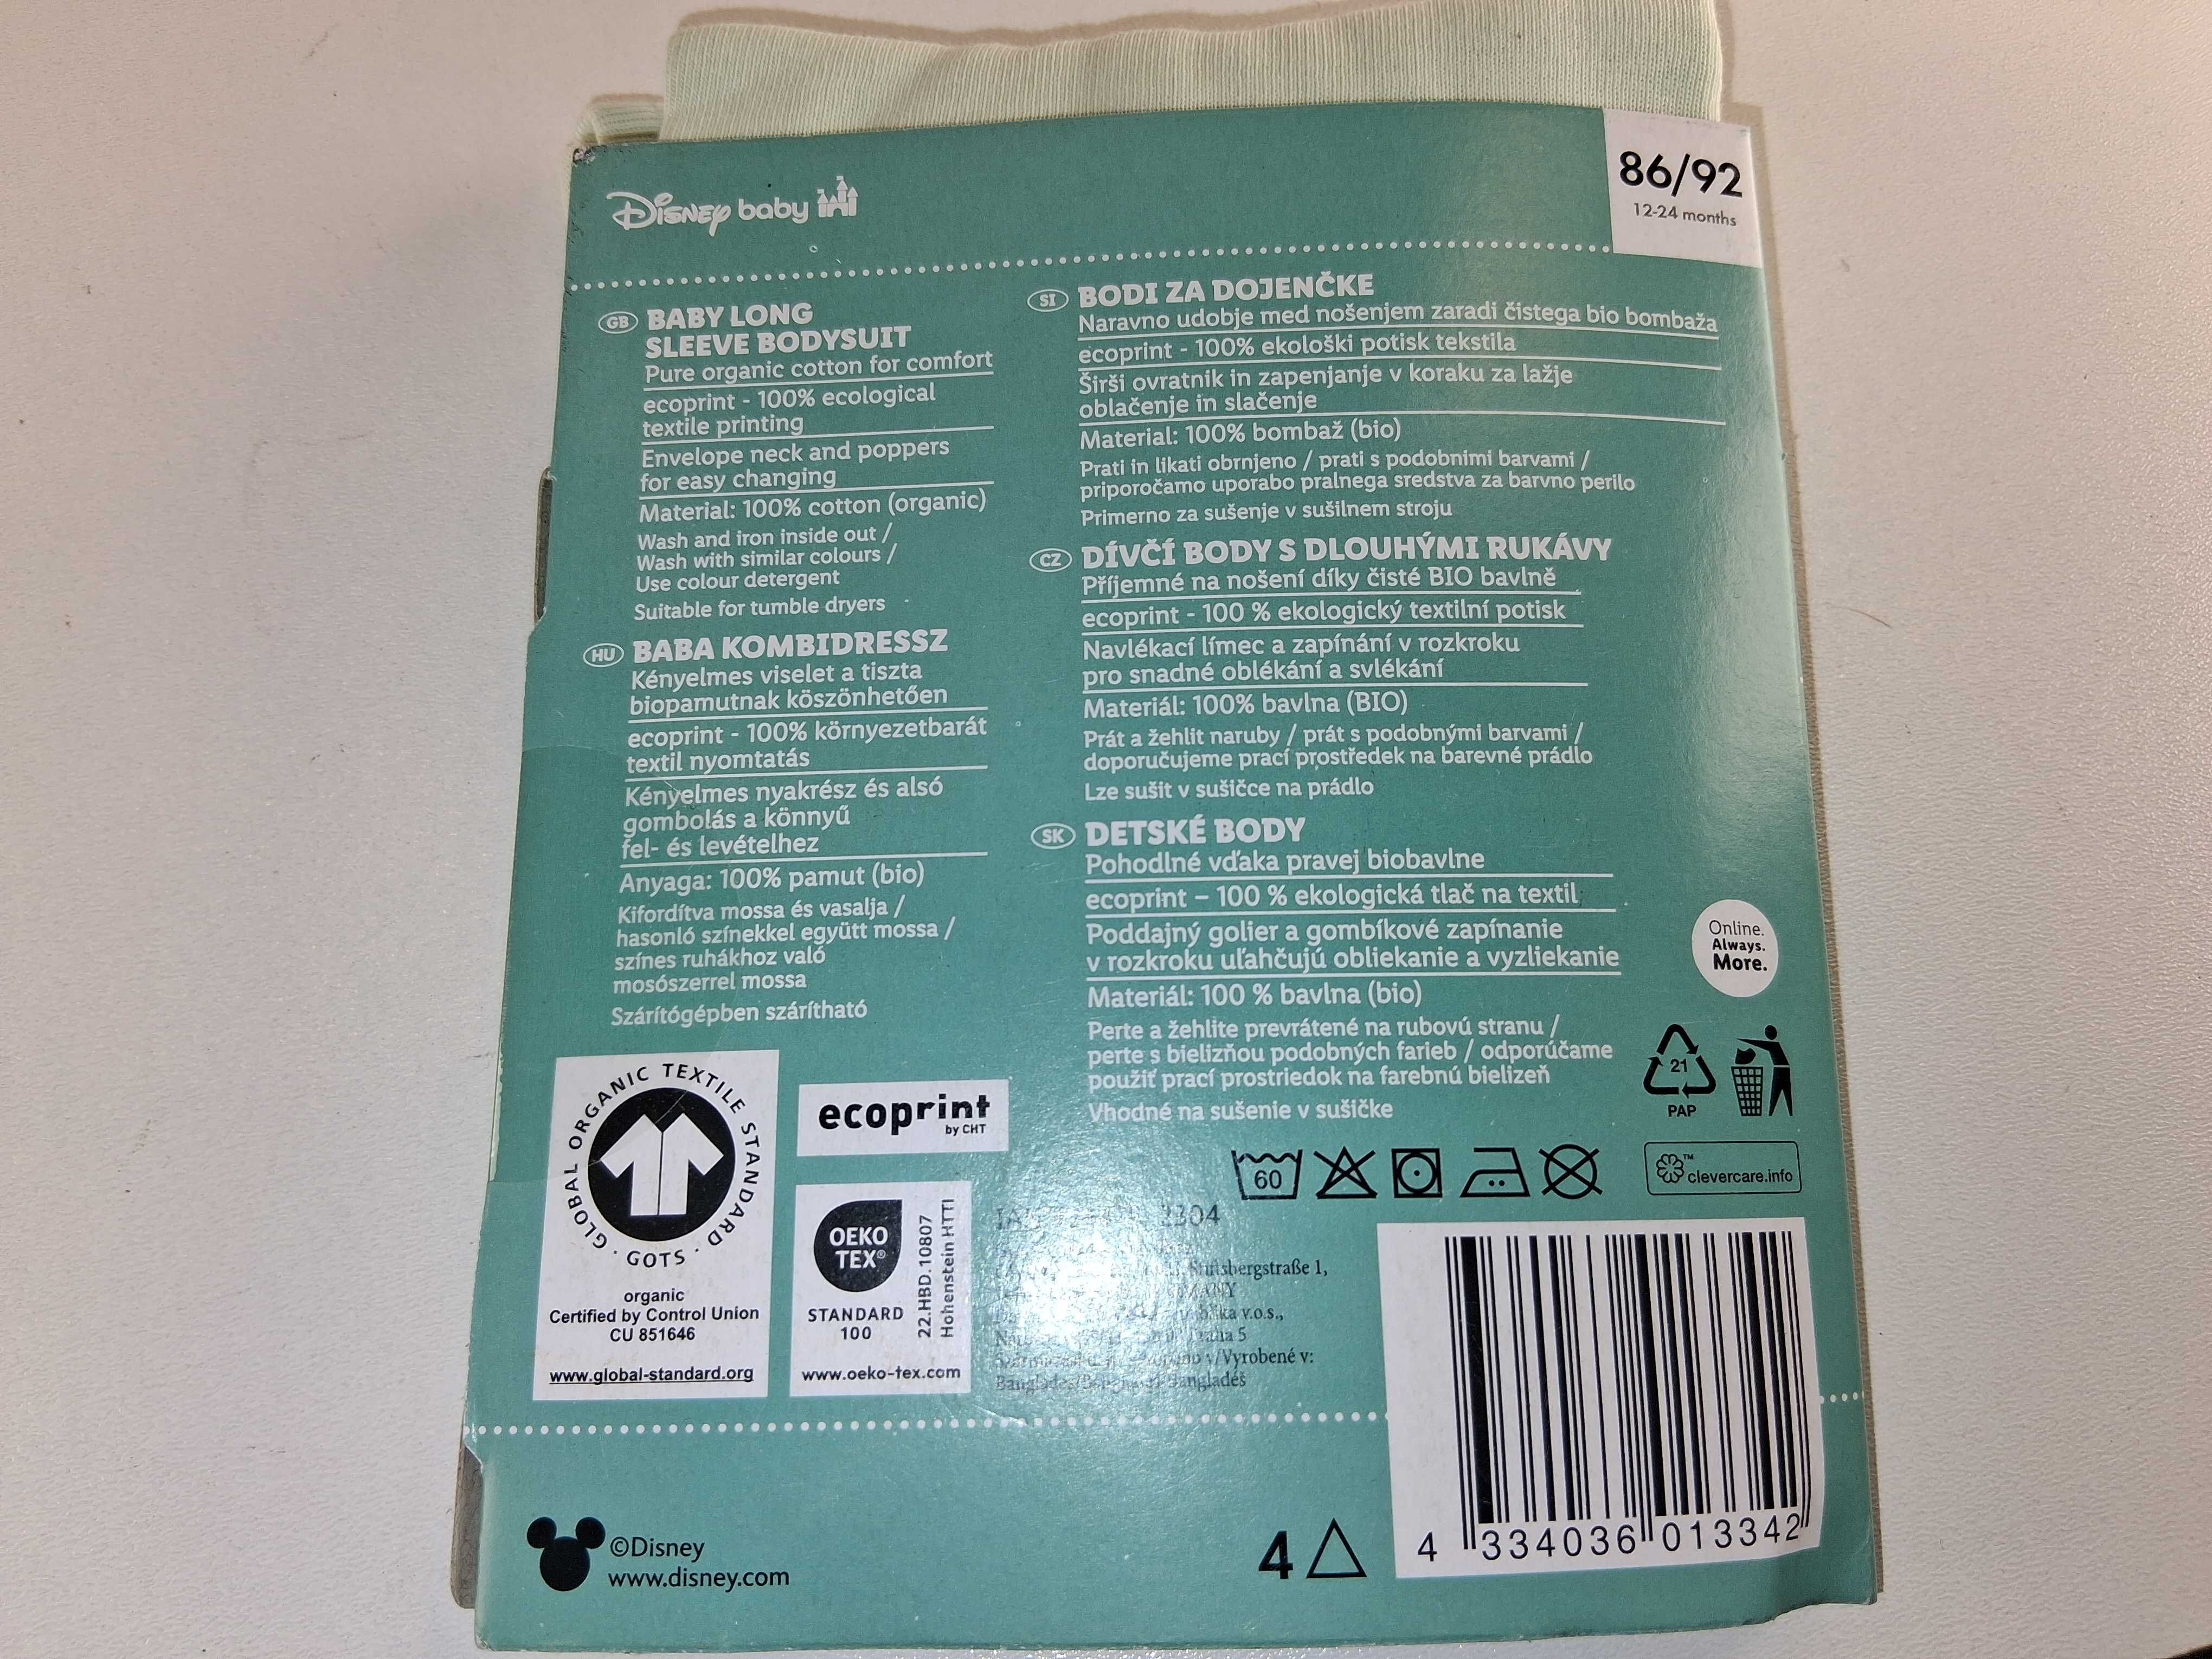 Disney baby
86/92
12-24 months
GB BABY LONG
SLEEVE BODYSUIT
Pure organic cotton for comfort
ecoprint - 100% ecological
textile printing
Envelope neck and poppers
for easy changing
Material: 100% cotton (organic)
Wash and iron inside out /
Wash with similar colours /
Use colour detergent
Suitable for tumble dryers
HU BABA KOMBIDRESSZ
Kényelmes viselet a tiszta
biopamutnak köszönhetően
ecoprint - 100% környezetbarát
textil nyomtatás
Kényelmes nyakrész és alsó
gombolás a könnyű
fel- és levételhez
Anyaga: 100% pamut (bio)
Kifordítva mossa és vasalja /
hasonló színekkel együtt mossa /
színes ruhákhoz való
mosószerrel mossa
Szárítógépben szárítható
SI BODI ZA DOJENČKE
Naravno udobje med nošenjem zaradi čistega bio bombaža
ecoprint - 100% ekološki potisk tekstila
Širši ovratnik in zapenjanje v koraku za lažje
oblačenje in slačenje
Material: 100% bombaž (bio)
Prati in likati obrnjeno / prati s podobnimi barvami /
priporočamo uporabo pralnega sredstva za barvno perilo
Primerno za sušenje v sušilnem stroju
CZ DÍVČÍ BODY S DLOUHÝMI RUKÁVY
Příjemné na nošení díky čisté BIO bavlně
ecoprint - 100 % ekologický textilní potisk
Navlékací límec a zapínání v rozkroku
pro snadné oblékání a svlékání
Materiál: 100% bavlna (BIO)
Prát a žehlit naruby / prát s podobnými barvami /
doporučujeme prací prostředek na barevné prádlo
Lze sušit v sušičce na prádlo
SK DETSKÉ BODY
Pohodlné vďaka pravej biobavlne
ecoprint – 100 % ekologická tlač na textil
Poddajný golier a gombíkové zapínanie
v rozkroku uľahčujú obliekanie a vyzliekanie
Materiál: 100 % bavlna (bio)
Perte a žehlite prevrátené na rubovú stranu /
perte s bielizňou podobných farieb / odporúčame
použiť prací prostriedok na farebnú bielizeň
Vhodné na sušenie v sušičke
Online.
Always.
More.
21
PAP
60
clevercare.info
GLOBAL ORGANIC TEXTILE STANDARD · GOTS ·
organic
Certified by Control Union
CU 851646
www.global-standard.org
ecoprint
by CHT
OEKO
TEX®
STANDARD
100
22.HBD.10807
Hohenstein HTTI
www.oeko-tex.com
2304
1,
v.o.s.,
5
v/Vyrobené v:
Bangladéš
4 334036 013342
4
©Disney
www.disney.com